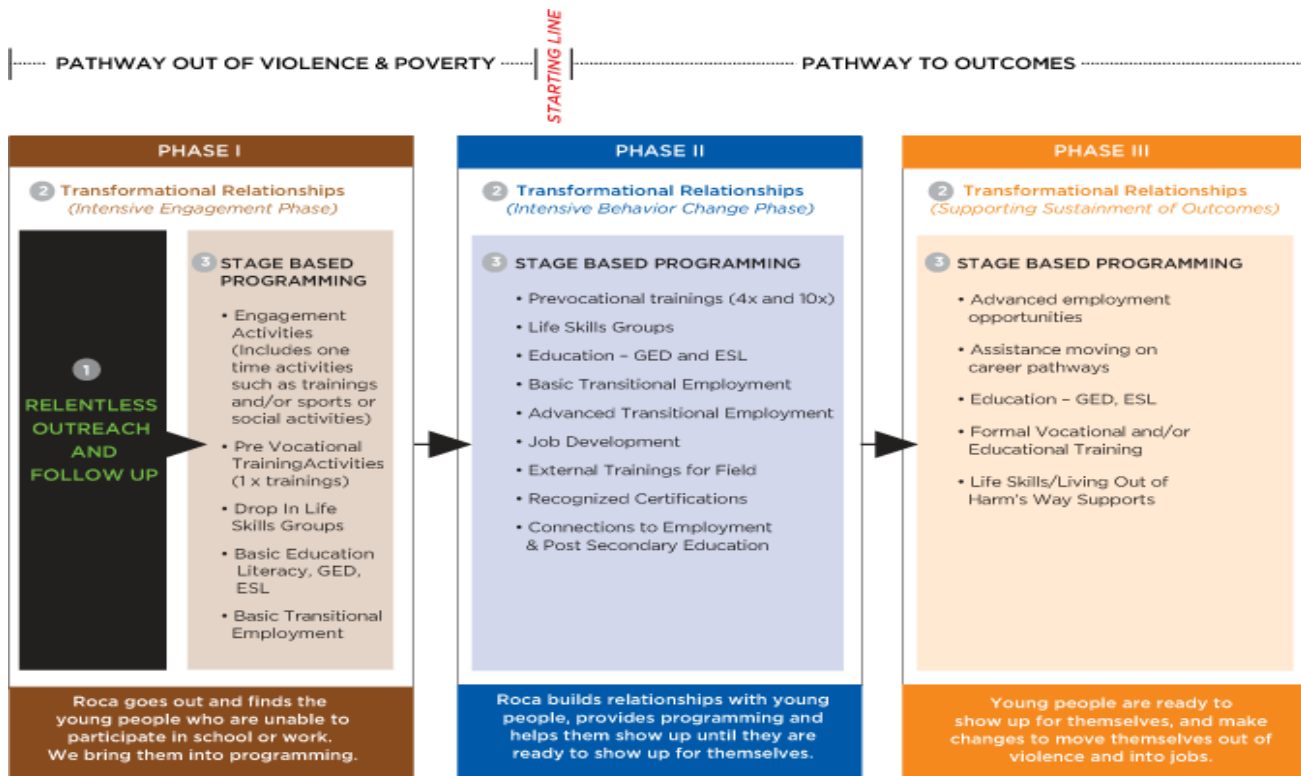 PATHWAY OUT OF VIOLENCE & POVERTY
STARTING LINE
PATHWAY TO OUTCOMES
PHASE I
2 Transformational Relationships
(Intensive Engagement Phase)
1
RELENTLESS
OUTREACH
AND
FOLLOW UP
3 STAGE BASED
PROGRAMMING
• Engagement
Activities
(Includes one
time activities
such as trainings
and/or sports or
social activities)
• Pre Vocational
TrainingActivities
(1 x trainings)
• Drop In Life
Skills Groups
• Basic Education
Literacy, GED,
ESL
• Basic Transitional
Employment
Roca goes out and finds the
young people who are unable to
participate in school or work.
We bring them into programming.
PHASE II
2 Transformational Relationships
(Intensive Behavior Change Phase)
3 STAGE BASED PROGRAMMING
• Prevocational trainings (4x and 10x)
• Life Skills Groups
• Education – GED and ESL
• Basic Transitional Employment
• Advanced Transitional Employment
• Job Development
• External Trainings for Field
• Recognized Certifications
• Connections to Employment
& Post Secondary Education
Roca builds relationships with young
people, provides programming and
helps them show up until they are
ready to show up for themselves.
PHASE III
2 Transformational Relationships
(Supporting Sustainment of Outcomes)
3 STAGE BASED PROGRAMMING
• Advanced employment
opportunities
• Assistance moving on
career pathways
• Education – GED, ESL
• Formal Vocational and/or
Educational Training
• Life Skills/Living Out of
Harm's Way Supports
Young people are ready to
show up for themselves, and make
changes to move themselves out of
violence and into jobs.